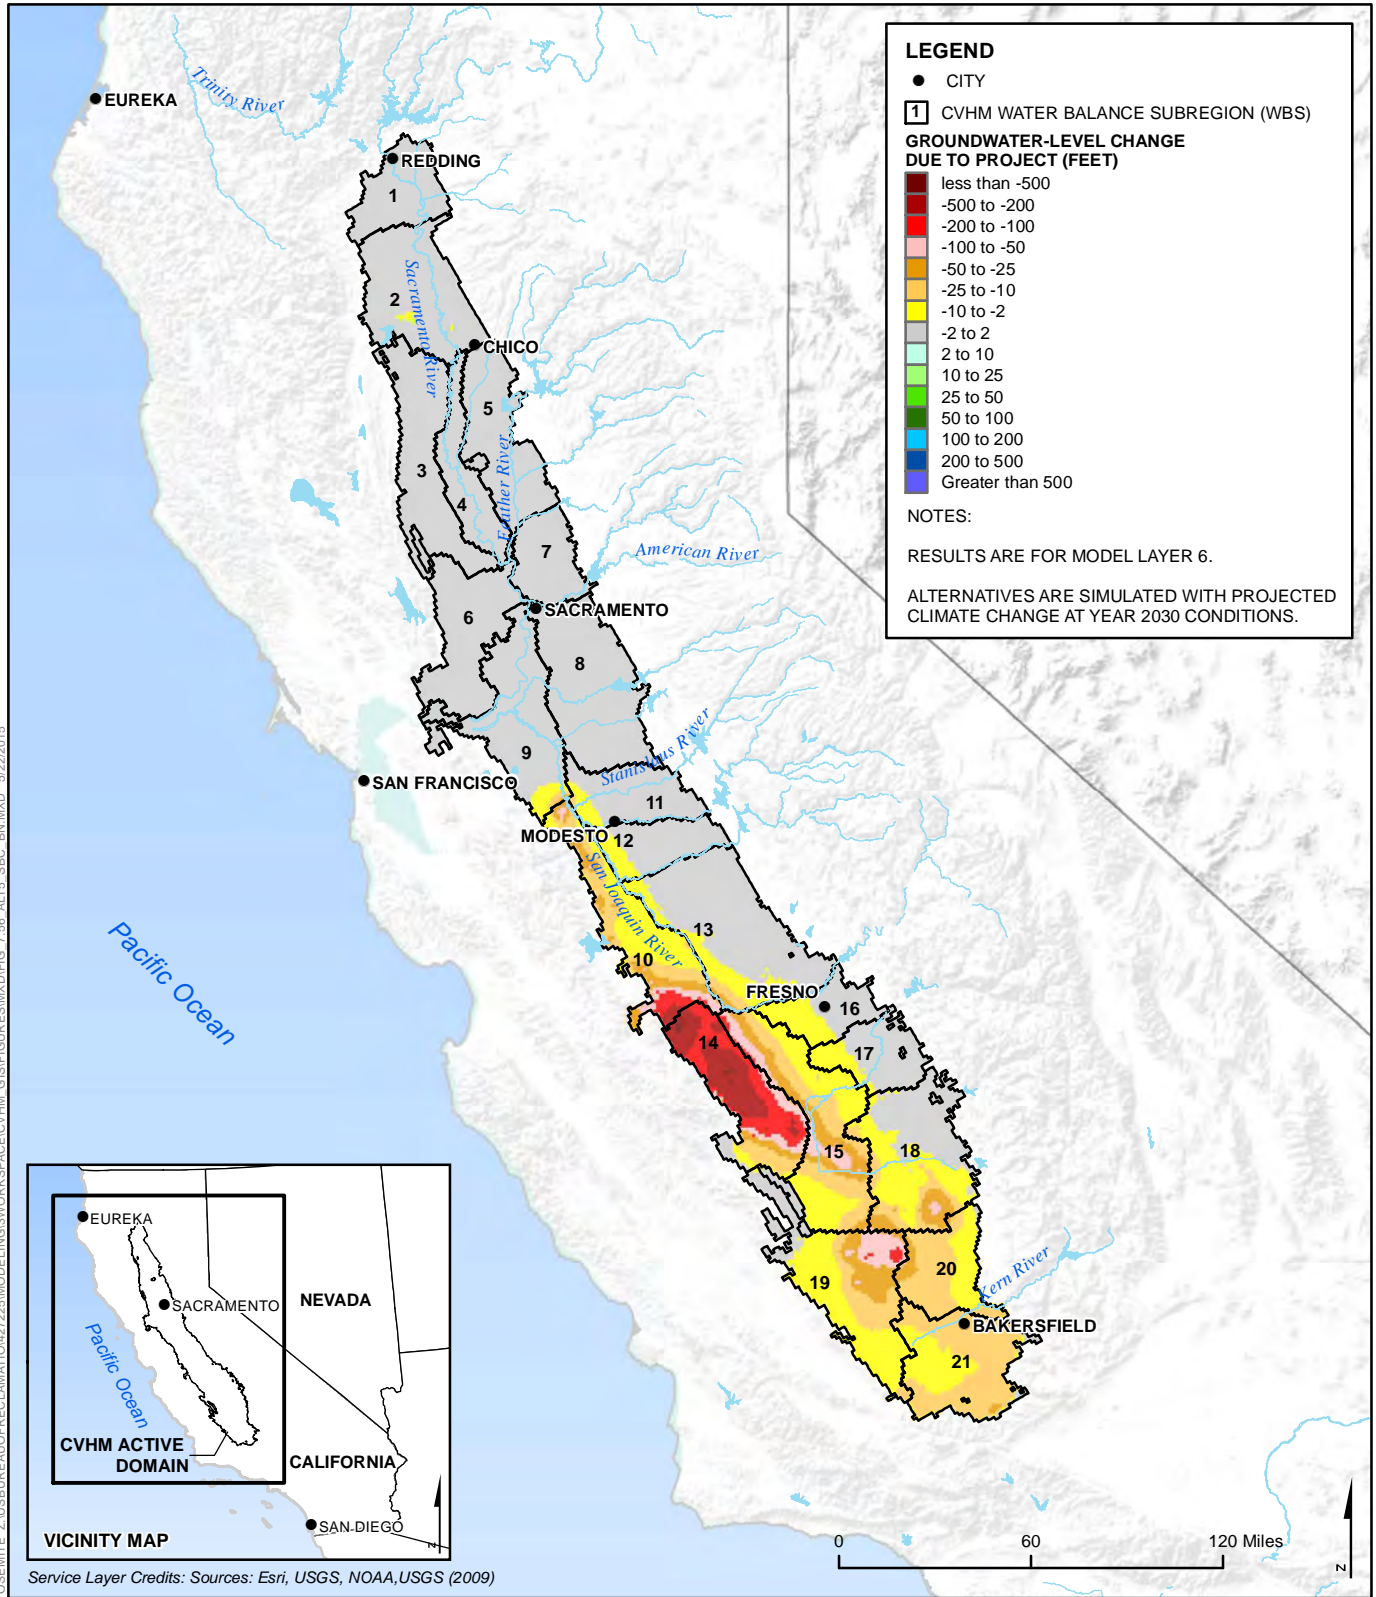 LEGEND
CITY
1 CVHM WATER BALANCE SUBREGION (WBS)
GROUNDWATER-LEVEL CHANGE
DUE TO PROJECT (FEET)
less than -500
-500 to -200
-200 to -100
-100 to -50
-50 to -25
-25 to -10
-10 to -2
-2 to 2
2 to 10
10 to 25
25 to 50
50 to 100
100 to 200
200 to 500
Greater than 500
NOTES:
RESULTS ARE FOR MODEL LAYER 6.
ALTERNATIVES ARE SIMULATED WITH PROJECTED
CLIMATE CHANGE AT YEAR 2030 CONDITIONS.
Trinity River
EUREKA
REDDING
1
2
Sacramento River
CHICO
5
3
4
Feather River
7
American River
6
SACRAMENTO
8
9
Stanislaus River
SAN FRANCISCO
11
MODESTO
12
San Joaquin River
13
10
Pacific Ocean
FRESNO
16
14
17
15
18
19
20
Kern River
BAKERSFIELD
21
EUREKA
SACRAMENTO
NEVADA
Pacific Ocean
CVHM ACTIVE
DOMAIN
CALIFORNIA
SAN DIEGO
VICINITY MAP
Z
0 60 120 Miles
Z
Service Layer Credits: Sources: Esri, USGS, NOAA,USGS (2009)